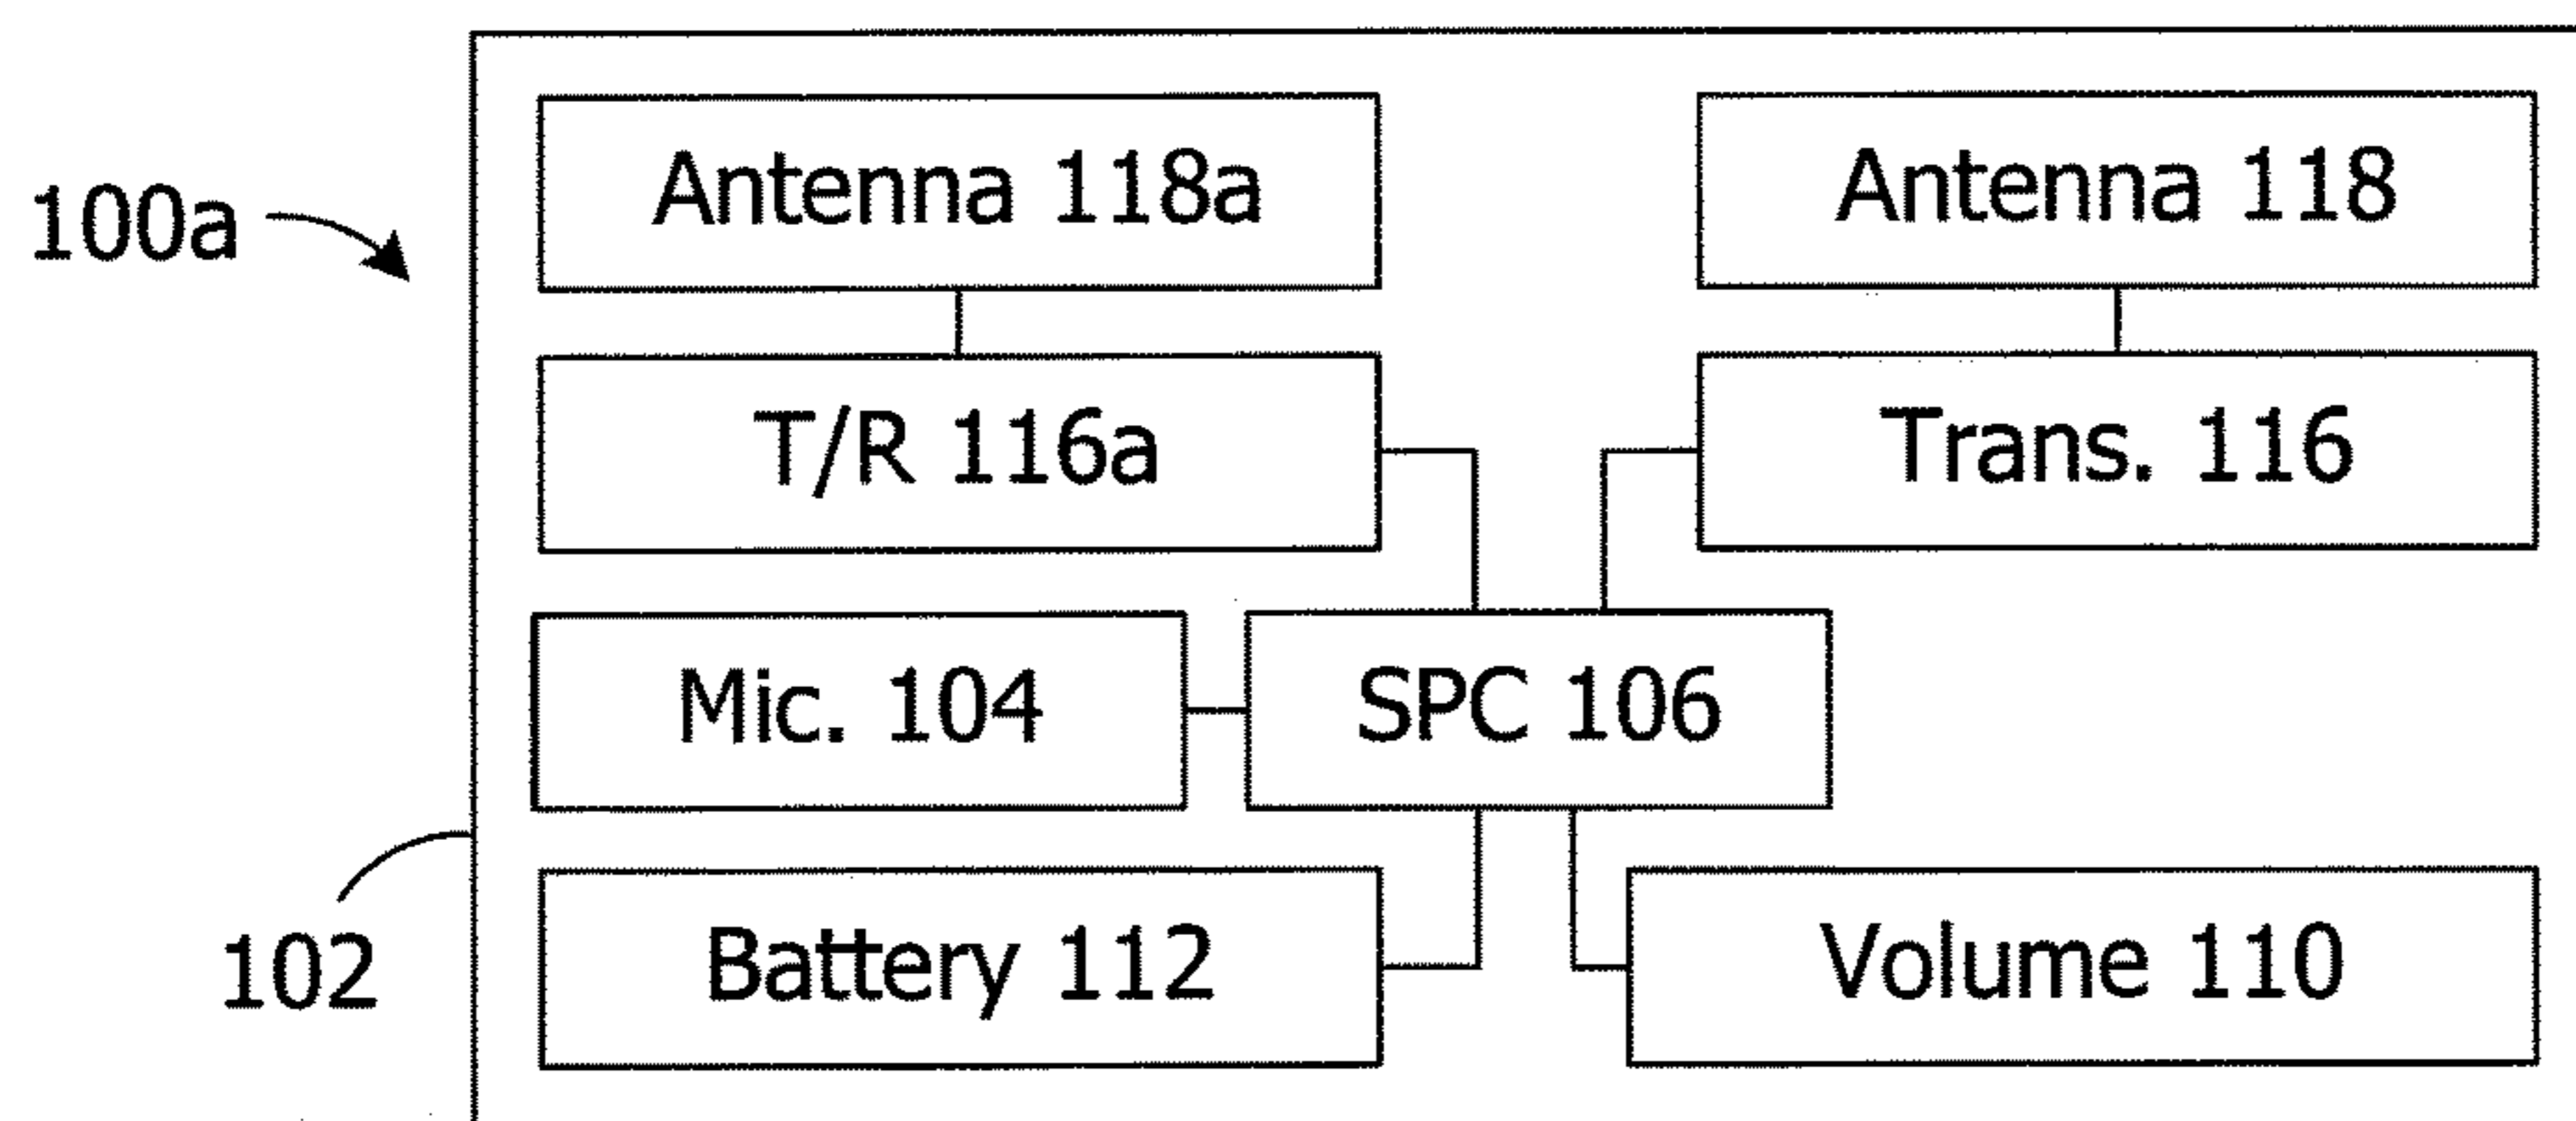 Antenna 118a
Antenna 118
100a
T/R 116a
Trans. 116
Mic. 104
SPC 106
102
Battery 112
Volume 110